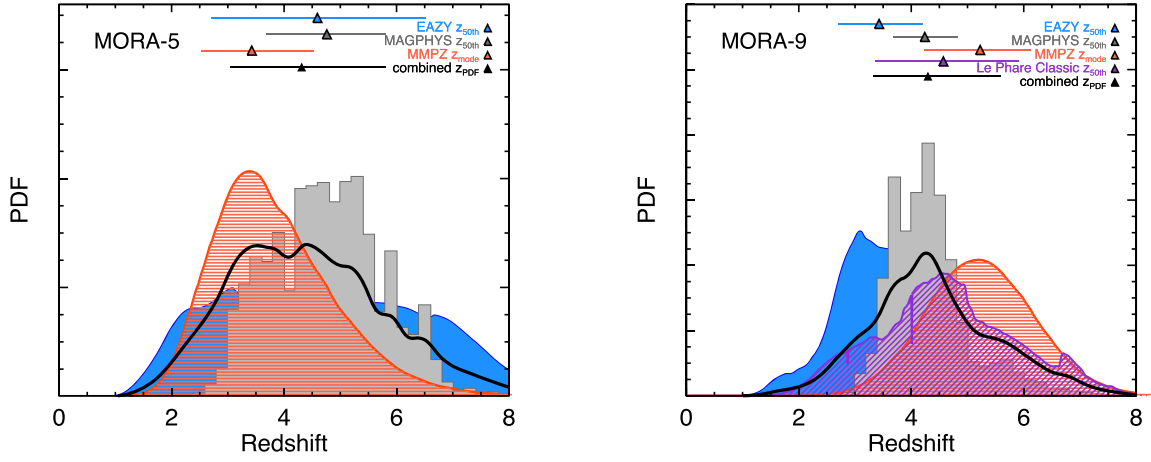 MORA-5
EAZY z50th
MAGPHYS z50th
MMPZ zmode
combined zPDF
PDF
0 2 4 6 8
Redshift
MORA-9
EAZY z50th
MAGPHYS z50th
MMPZ zmode
Le Phare Classic z50th
combined zPDF
PDF
0 2 4 6 8
Redshift